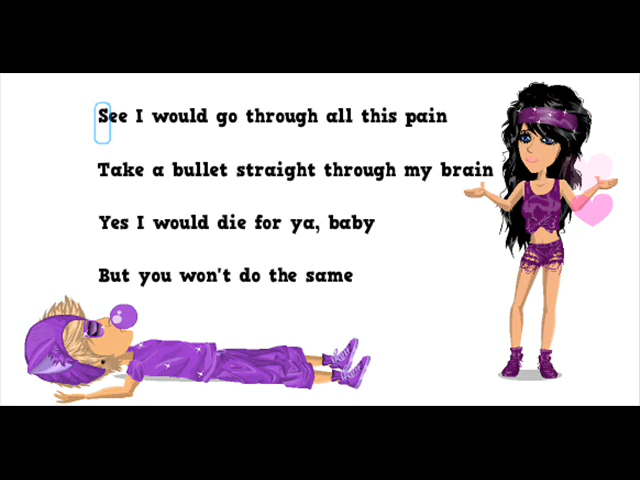 See I would go through all this pain
Take a bullet straight through my brain
Yes I would die for ya, baby
But you won't do the same